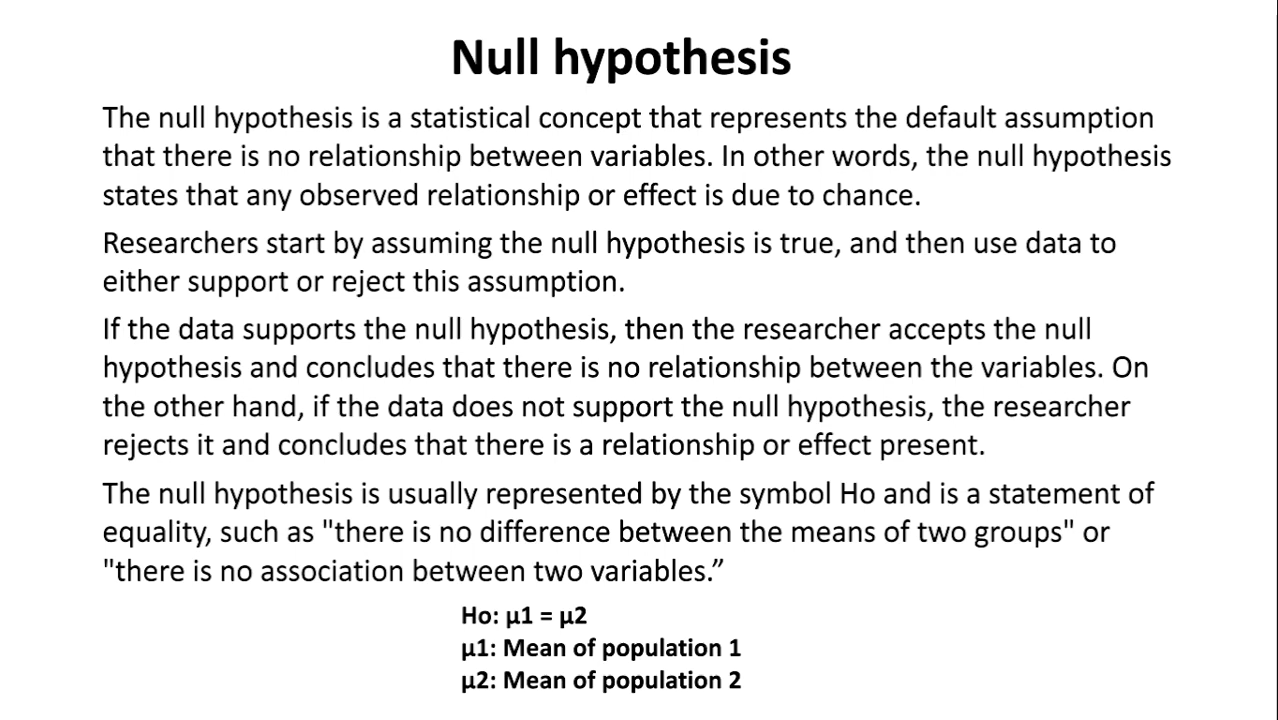 Null hypothesis
The null hypothesis is a statistical concept that represents the default assumption
that there is no relationship between variables. In other words, the null hypothesis
states that any observed relationship or effect is due to chance.
Researchers start by assuming the null hypothesis is true, and then use data to
either support or reject this assumption.
If the data supports the null hypothesis, then the researcher accepts the null
hypothesis and concludes that there is no relationship between the variables. On
the other hand, if the data does not support the null hypothesis, the researcher
rejects it and concludes that there is a relationship or effect present.
The null hypothesis is usually represented by the symbol Ho and is a statement of
equality, such as "there is no difference between the means of two groups" or
"there is no association between two variables.”
Ho: µ1 = µ2
µ1: Mean of population 1
µ2: Mean of population 2